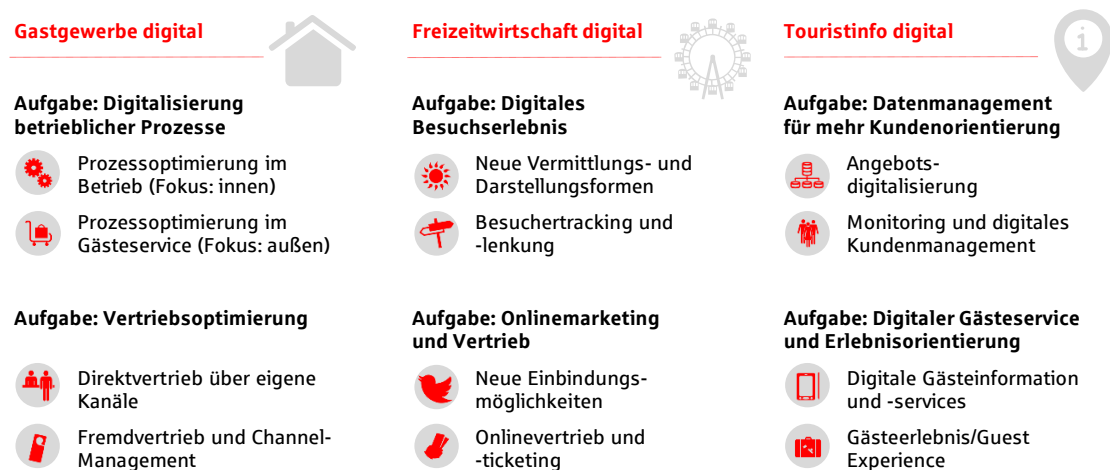 Gastgewerbe digital
Aufgabe: Digitalisierung
betrieblicher Prozesse
Prozessoptimierung im
Betrieb (Fokus: innen)
Prozessoptimierung im
Gästeservice (Fokus: außen)
Aufgabe: Vertriebsoptimierung
Direktvertrieb über eigene
Kanäle
Fremdvertrieb und Channel-
Management
Freizeitwirtschaft digital
Aufgabe: Digitales
Besuchserlebnis
Neue Vermittlungs- und
Darstellungsformen
Besuchertracking und
-lenkung
Aufgabe: Onlinemarketing
und Vertrieb
Neue Einbindungs-
möglichkeiten
Onlinevertrieb und
-ticketing
Touristinfo digital
i
Aufgabe: Datenmanagement
für mehr Kundenorientierung
Angebots-
digitalisierung
Monitoring und digitales
Kundenmanagement
Aufgabe: Digitaler Gästeservice
und Erlebnisorientierung
Digitale Gästeinformation
und -services
Gästeerlebnis/Guest
Experience